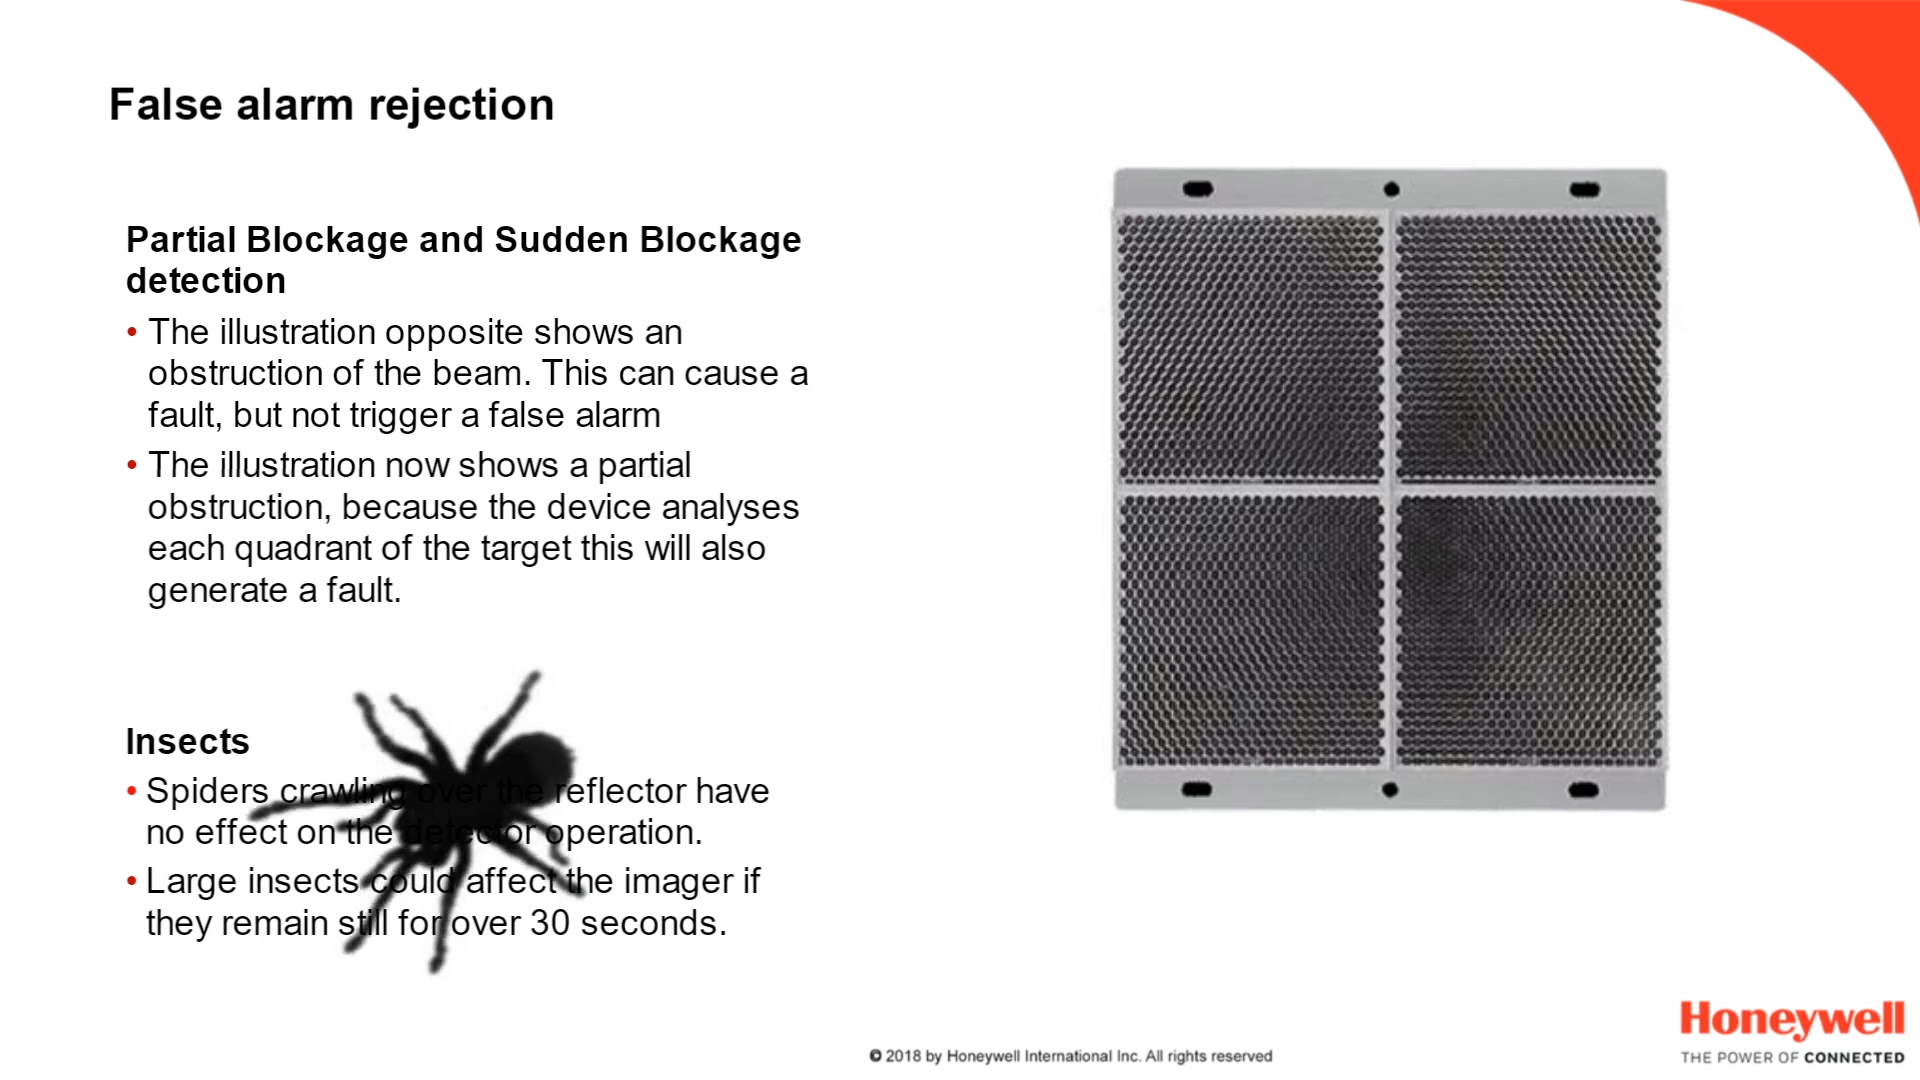 False alarm rejection
Partial Blockage and Sudden Blockage
detection
• The illustration opposite shows an
obstruction of the beam. This can cause a
fault, but not trigger a false alarm
• The illustration now shows a partial
obstruction, because the device analyses
each quadrant of the target this will also
generate a fault.
Insects
• Spiders crawling over the reflector have
no effect on the detector operation.
• Large insects could affect the imager if
they remain still for over 30 seconds.
Honeywell
THE POWER OF CONNECTED
© 2018 by Honeywell International Inc. All rights reserved